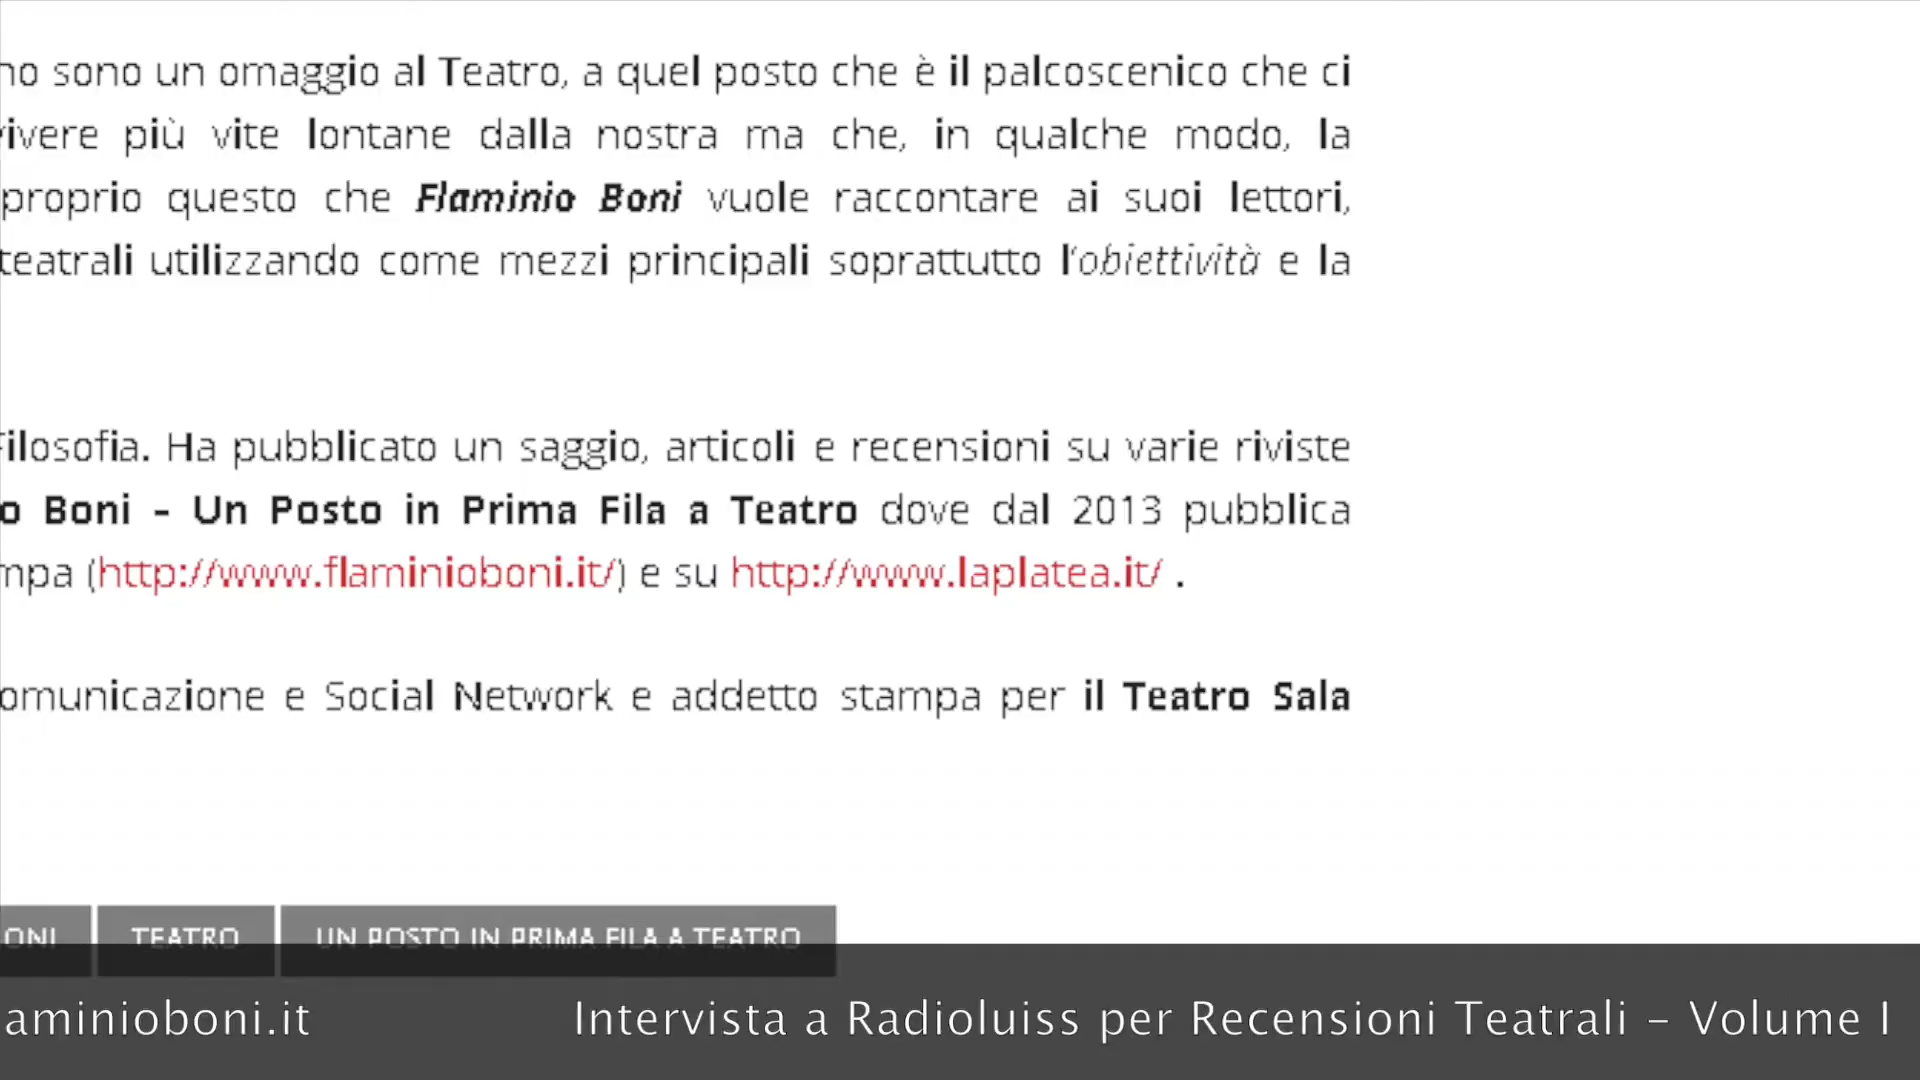 no sono un omaggio al Teatro, a quel posto che è il palcoscenico che ci
vivere più vite lontane dalla nostra ma che, in qualche modo, la
proprio questo che Flaminio Boni vuole raccontare ai suoi lettori,
teatrali utilizzando come mezzi principali soprattutto l'obiettività e la
Filosofia. Ha pubblicato un saggio, articoli e recensioni su varie riviste
o Boni – Un Posto in Prima Fila a Teatro dove dal 2013 pubblica
mpa (http://www.flaminioboni.it/) e su http://www.laplatea.it/ .
omunicazione e Social Network e addetto stampa per il Teatro Sala
ONI TEATRO UN POSTO IN PRIMA FILA A TEATRO
aminioboni.it Intervista a Radioluiss per Recensioni Teatrali – Volume I